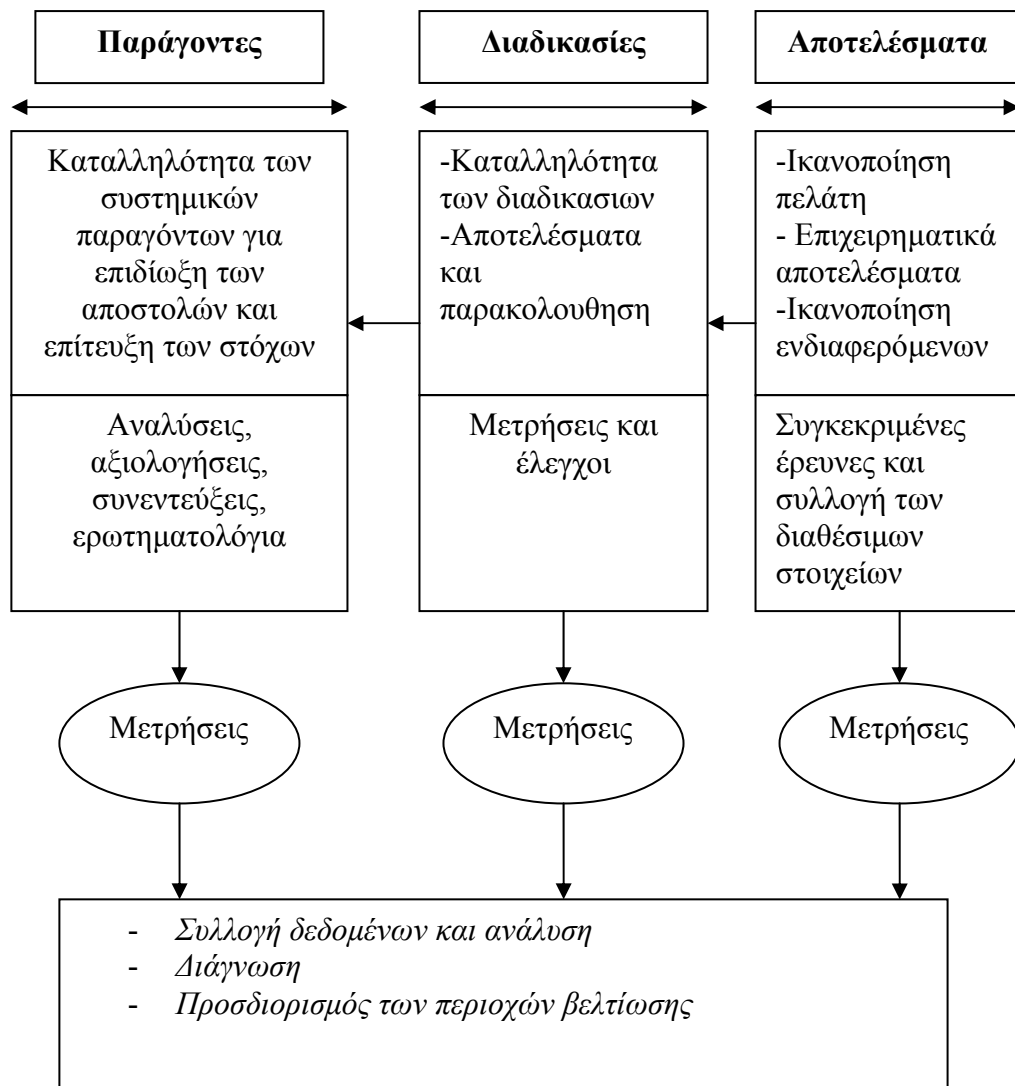 Παράγοντες
Διαδικασίες
Αποτελέσματα
Καταλληλότητα των
συστημικών
παραγόντων για
επιδίωξη των
αποστολών και
επίτευξη των στόχων
-Καταλληλότητα
των διαδικασιων
-Αποτελέσματα
και
παρακολουθηση
-Ικανοποίηση
πελάτη
- Επιχειρηματικά
αποτελέσματα
-Ικανοποίηση
ενδιαφερόμενων
Αναλύσεις,
αξιολογήσεις,
συνεντεύξεις,
ερωτηματολόγια
Μετρήσεις και
έλεγχοι
Συγκεκριμένες
έρευνες και
συλλογή των
διαθέσιμων
στοιχείων
Μετρήσεις
Μετρήσεις
Μετρήσεις
- Συλλογή δεδομένων και ανάλυση
- Διάγνωση
- Προσδιορισμός των περιοχών βελτίωσης